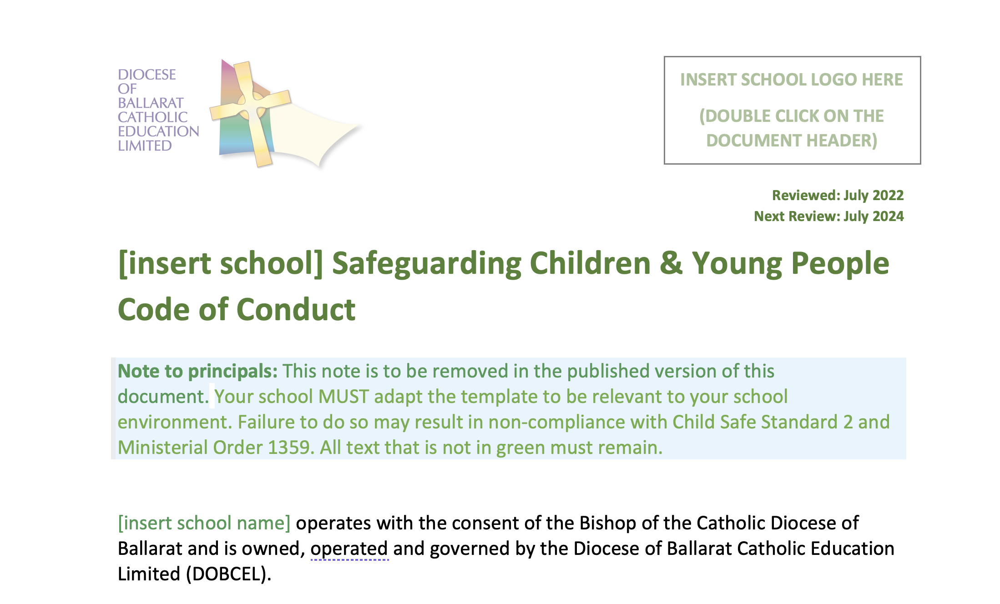 DIOCESE
OF
BALLARAT
CATHOLIC
EDUCATION
LIMITED
INSERT SCHOOL LOGO HERE
(DOUBLE CLICK ON THE
DOCUMENT HEADER)
Reviewed: July 2022
Next Review: July 2024
[insert school] Safeguarding Children & Young People
Code of Conduct
Note to principals: This note is to be removed in the published version of this
document. Your school MUST adapt the template to be relevant to your school
environment. Failure to do so may result in non-compliance with Child Safe Standard 2 and
Ministerial Order 1359. All text that is not in green must remain.
[insert school name] operates with the consent of the Bishop of the Catholic Diocese of
Ballarat and is owned, operated and governed by the Diocese of Ballarat Catholic Education
Limited (DOBCEL).